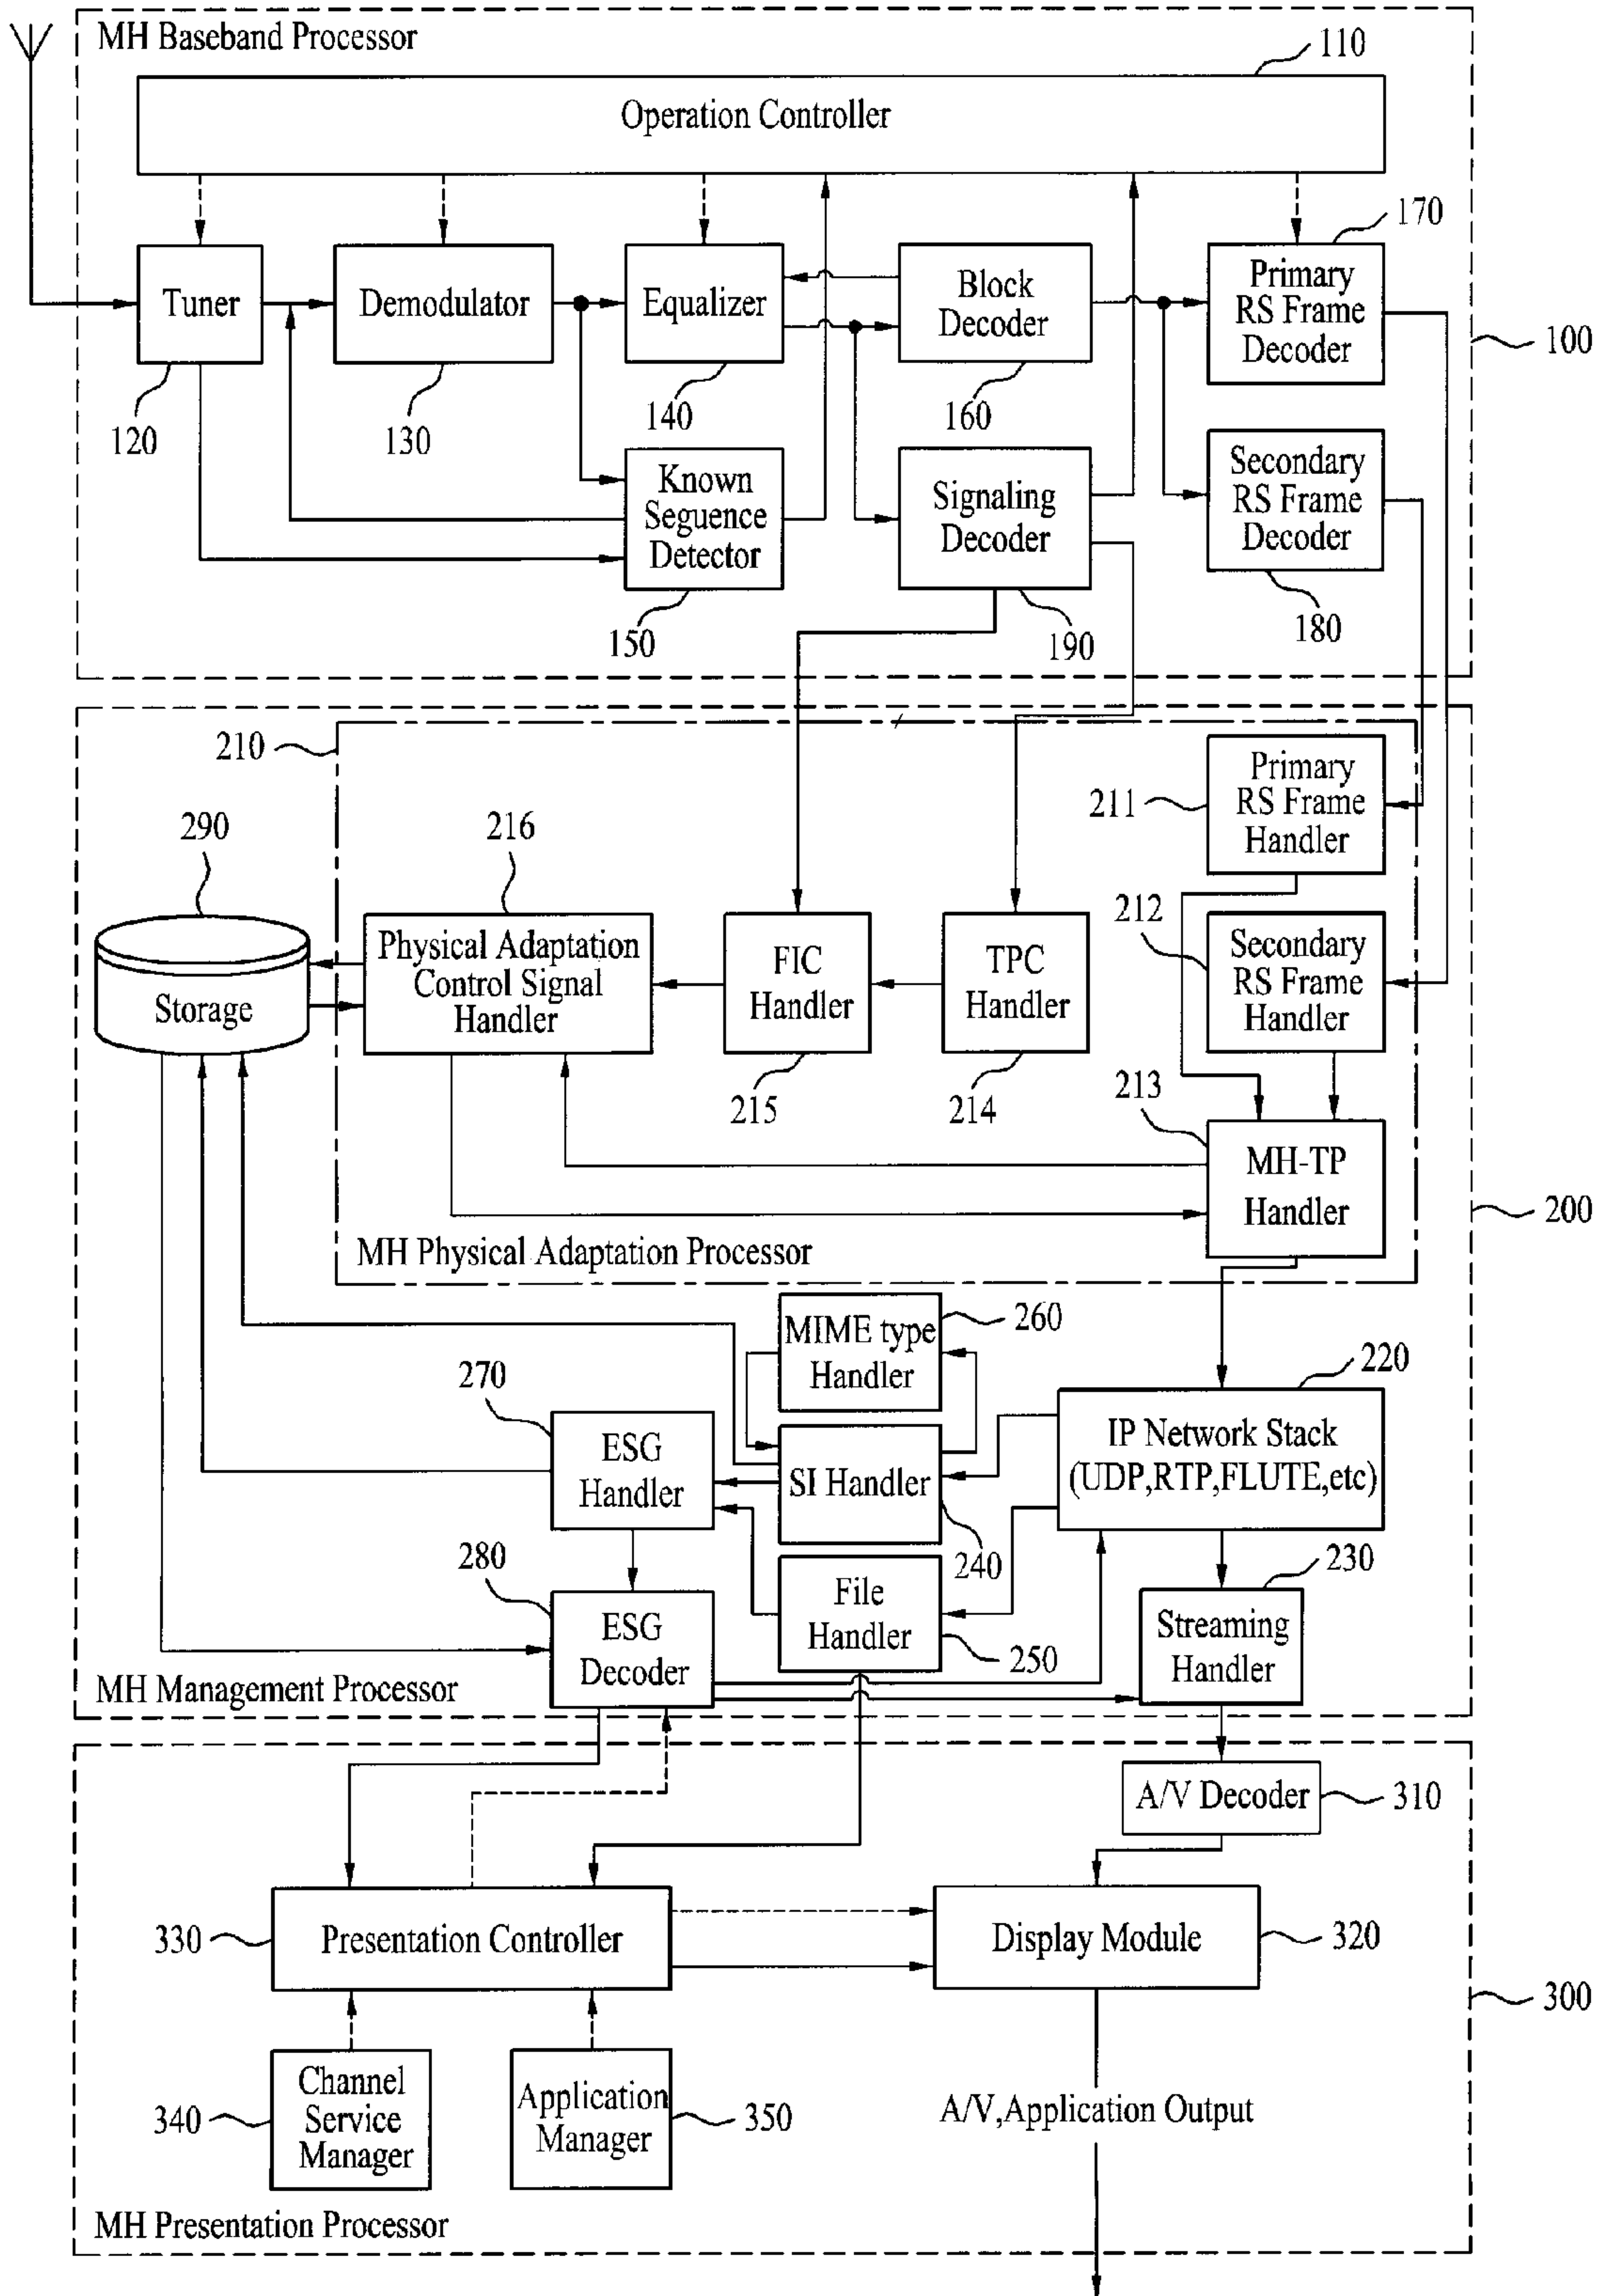 MH Baseband Processor
110
Operation Controller
170
Tuner
Demodulator
Equalizer
Block
Decoder
Primary
RS Frame
Decoder
100
120
130
140
160
Known
Seguence
Detector
Signaling
Decoder
Secondary
RS Frame
Decoder
150
190
180
210
Primary
RS Frame
Handler
211
290
216
212
Storage
Physical Adaptation
Control Signal
Handler
FIC
Handler
TPC
Handler
Secondary
RS Frame
Handler
215
214
213
MH-TP
Handler
200
MH Physical Adaptation Processor
MIME type
Handler
260
270
220
ESG
Handler
SI Handler
IP Network Stack
(UDP,RTP,FLUTE,etc)
240
280
230
ESG
Decoder
File
Handler
250
Streaming
Handler
MH Management Processor
A/V Decoder
310
330
Presentation Controller
Display Module
320
300
340
Channel
Service
Manager
Application
Manager
350
A/V,Application Output
MH Presentation Processor